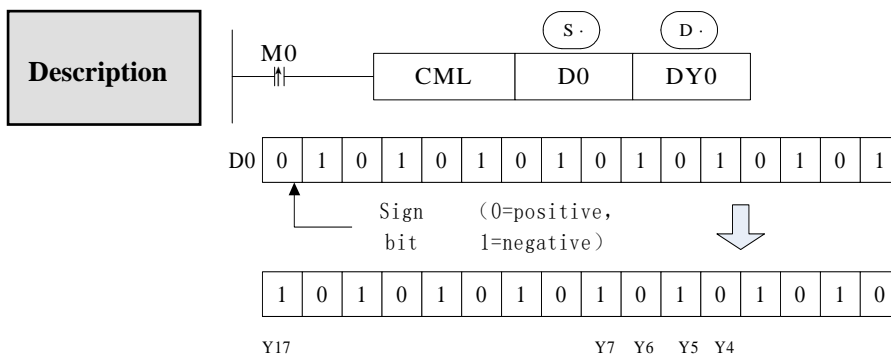 S · D ·
Description
M0
CML D0 DY0
D0 0 1 0 1 0 1 0 1 0 1 0 1 0 1 0 1
Sign （0=positive，
bit 1=negative）
1 0 1 0 1 0 1 0 1 0 1 0 1 0 1 0
Y17 Y7 Y6 Y5 Y4